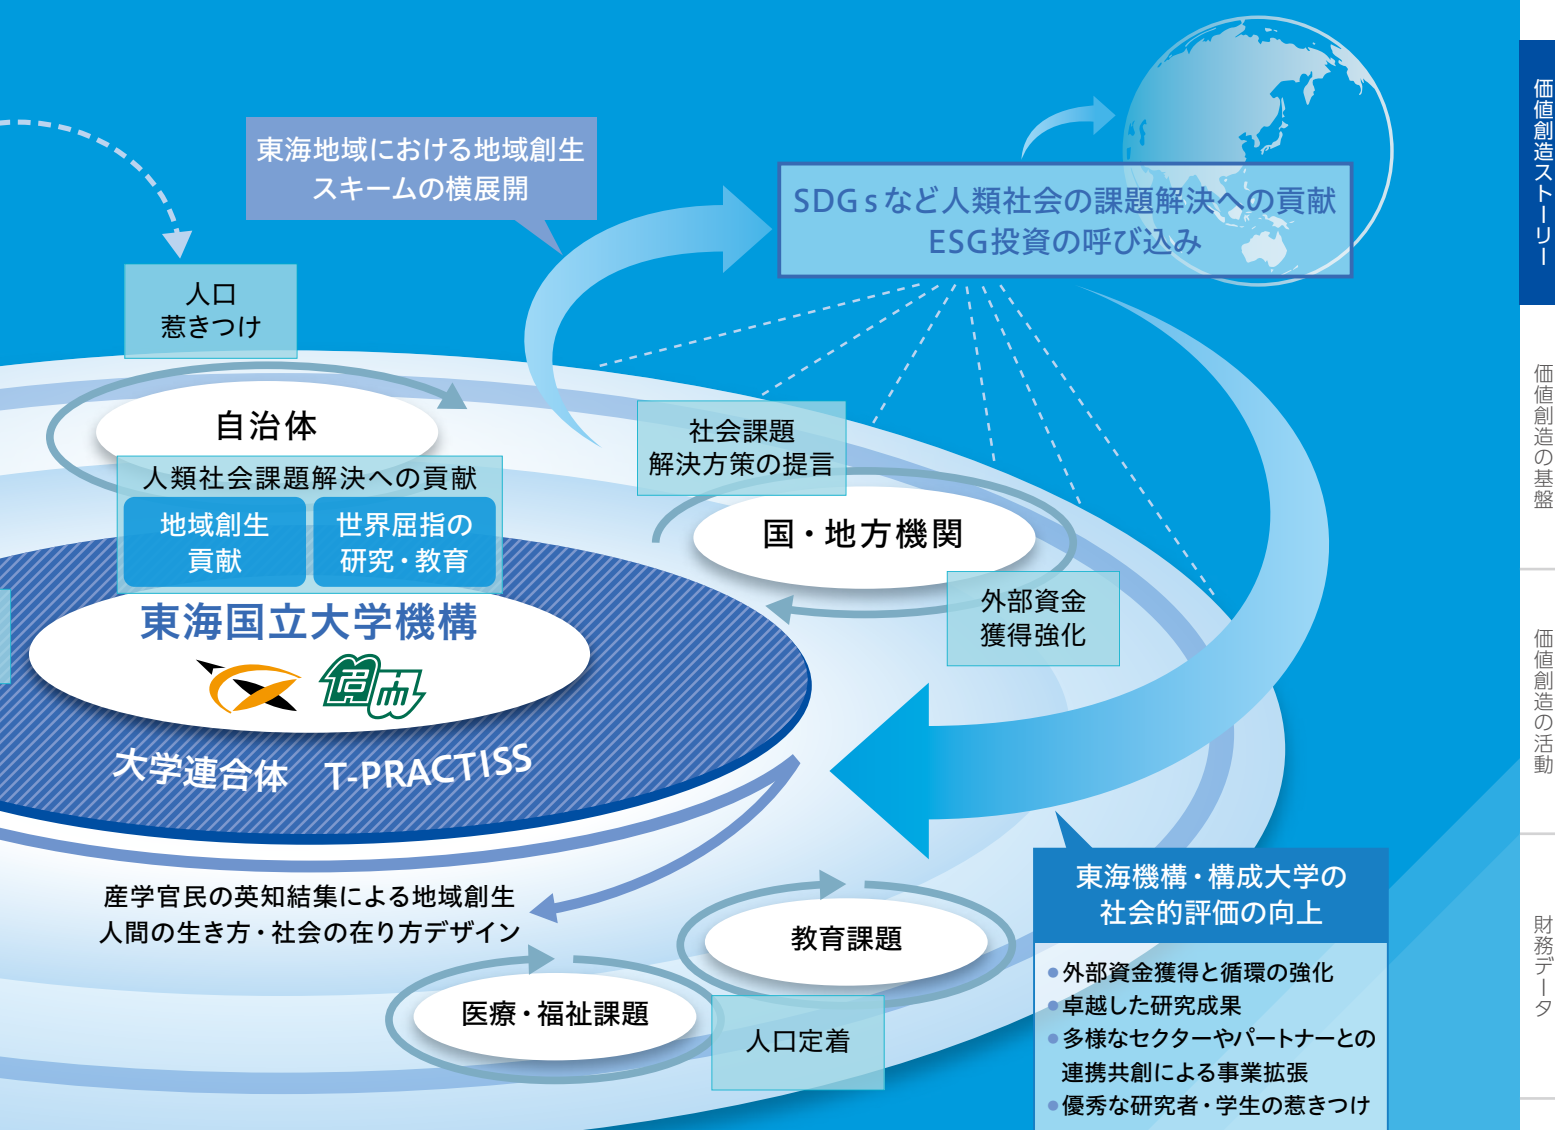 東海地域における地域創生
スキームの横展開
SDGsなど人類社会の課題解決への貢献
ESG投資の呼び込み
人口
惹きつけ
自治体
人類社会課題解決への貢献
地域創生
貢献
世界屈指の
研究・教育
社会課題
解決方策の提言
国・地方機関
外部資金
獲得強化
東海国立大学機構
大学連合体 T-PRACTISS
産学官民の英知結集による地域創生
人間の生き方・社会の在り方デザイン
教育課題
医療・福祉課題
人口定着
東海機構・構成大学の
社会的評価の向上
●外部資金獲得と循環の強化
●卓越した研究成果
●多様なセクターやパートナーとの
連携共創による事業拡張
●優秀な研究者・学生の惹きつけ
価値創造ストーリー
価値創造の基盤
価値創造の活動
財務データ